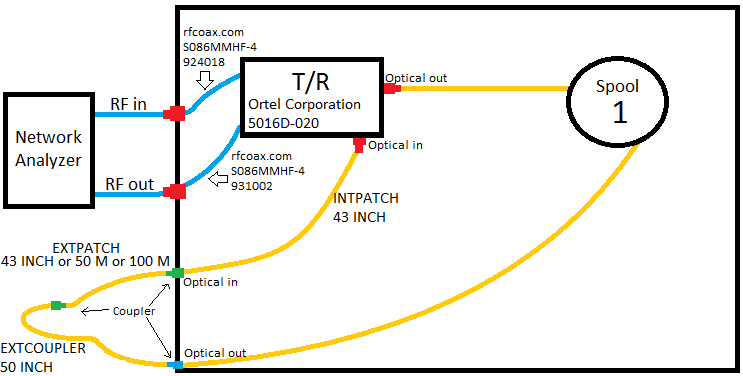 rfcoax.com
S086MMHF-4
924018
T/R
Ortel Corporation
5016D-020
Optical out
Spool
1
Network
Analyzer
RF in
RF out
Optical in
rfcoax.com
S086MMHF-4
931002
INTPATCH
43 INCH
EXTPATCH
43 INCH or 50 M or 100 M
Optical in
Coupler
EXTCOUPLER
50 INCH
Optical out